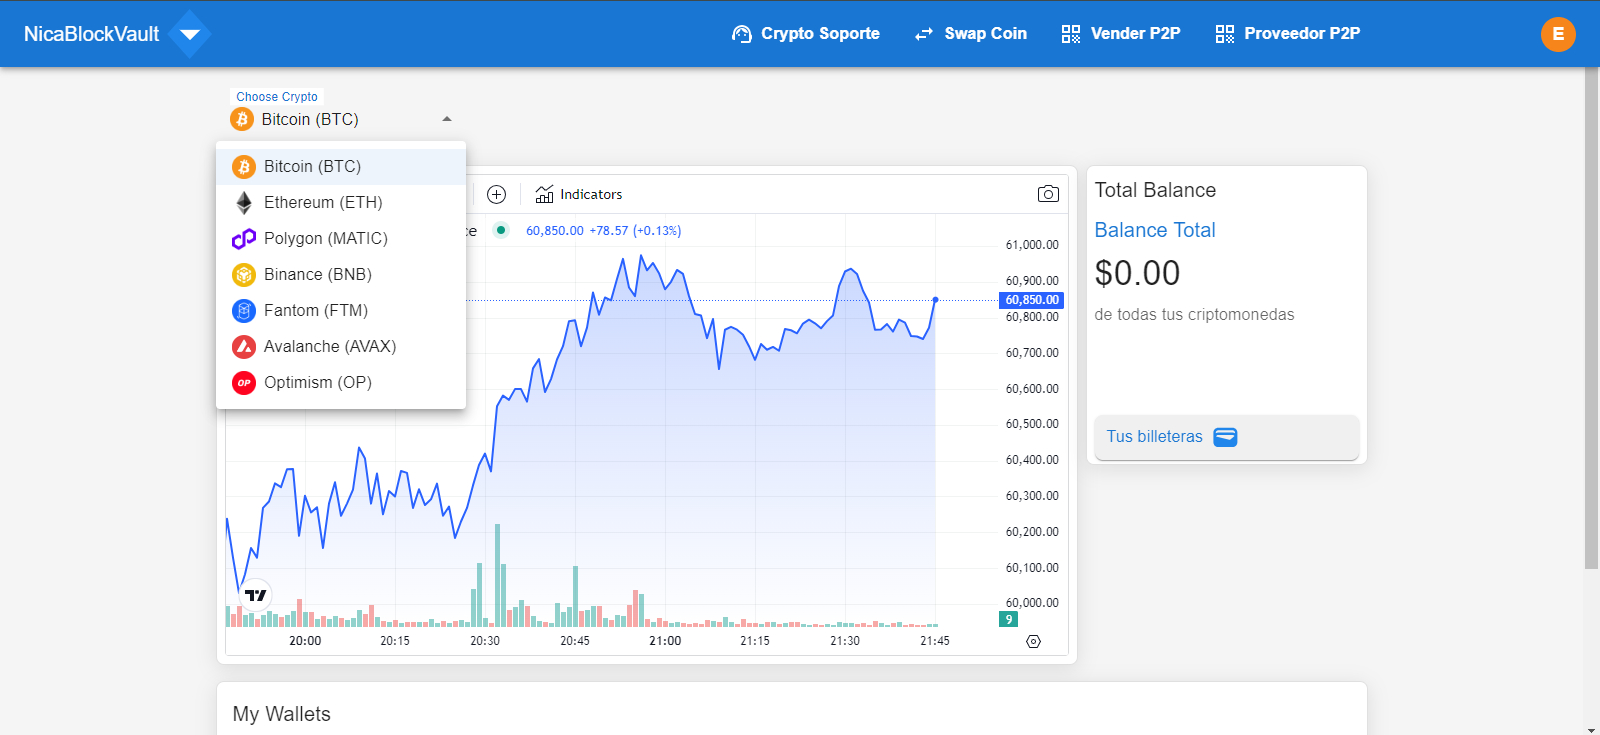 NicaBlockVault
Crypto Soporte
Swap Coin
Vender P2P
Proveedor P2P
E
Choose Crypto
Bitcoin (BTC)
Bitcoin (BTC)
Ethereum (ETH)
Polygon (MATIC)
Binance (BNB)
Fantom (FTM)
Avalanche (AVAX)
OP Optimism (OP)
Indicators
ce 60,850.00 +78.57 (+0.13%)
61,000.00
60,900.00
60,850.00
60,800.00
60,700.00
60,600.00
60,500.00
60,400.00
60,300.00
60,200.00
60,100.00
60,000.00
9
20:00 20:15 20:30 20:45 21:00 21:15 21:30 21:45
Total Balance
Balance Total
$0.00
de todas tus criptomonedas
Tus billeteras
My Wallets